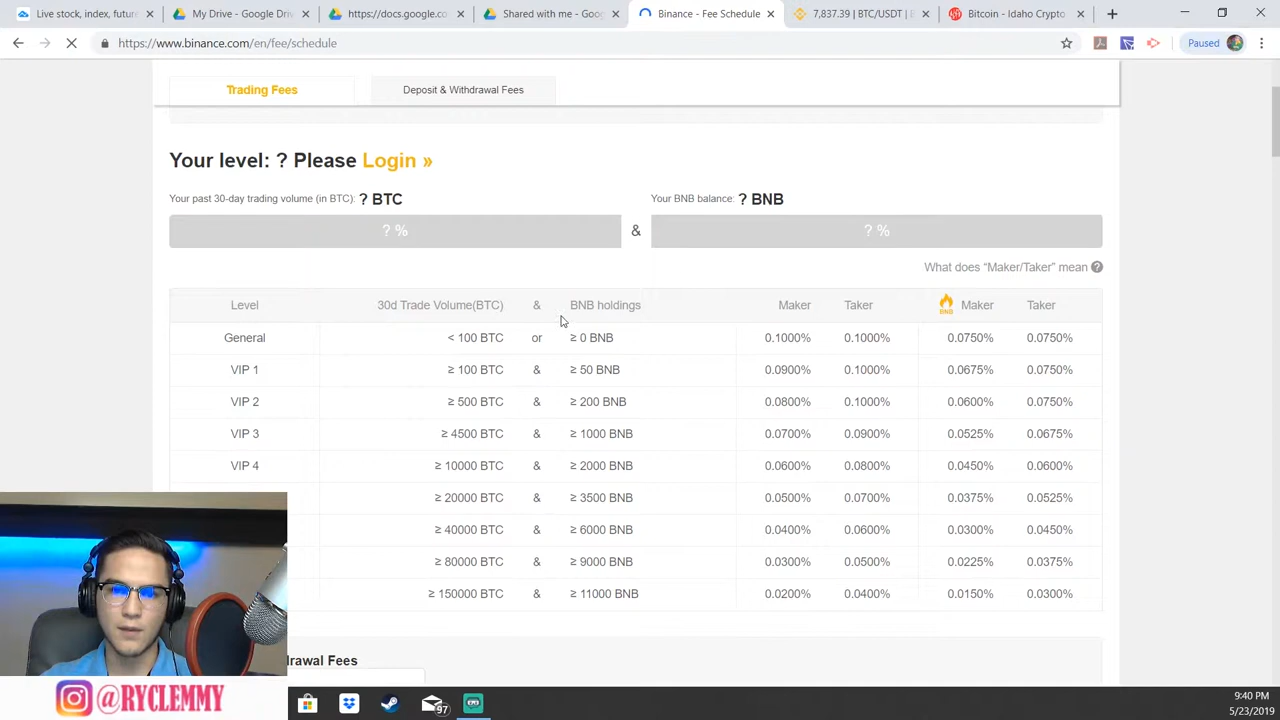 Live stock, index, future
My Drive - Google Dri
https://docs.google.co
Shared with me - Goog
Binance - Fee Schedule
7,837.39 | BTC/USDT | B
Bitcoin - Idaho Crypto
https://www.binance.com/en/fee/schedule
Paused
Trading Fees
Deposit & Withdrawal Fees
Your level: ? Please Login »
Your past 30-day trading volume (in BTC): ? BTC
Your BNB balance: ? BNB
? % & ? %
What does “Maker/Taker” mean ?
Level 30d Trade Volume(BTC) & BNB holdings Maker Taker BNB Maker Taker
General < 100 BTC or ≥ 0 BNB 0.1000% 0.1000% 0.0750% 0.0750%
VIP 1 ≥ 100 BTC & ≥ 50 BNB 0.0900% 0.1000% 0.0675% 0.0750%
VIP 2 ≥ 500 BTC & ≥ 200 BNB 0.0800% 0.1000% 0.0600% 0.0750%
VIP 3 ≥ 4500 BTC & ≥ 1000 BNB 0.0700% 0.0900% 0.0525% 0.0675%
VIP 4 ≥ 10000 BTC & ≥ 2000 BNB 0.0600% 0.0800% 0.0450% 0.0600%
≥ 20000 BTC & ≥ 3500 BNB 0.0500% 0.0700% 0.0375% 0.0525%
≥ 40000 BTC & ≥ 6000 BNB 0.0400% 0.0600% 0.0300% 0.0450%
≥ 80000 BTC & ≥ 9000 BNB 0.0300% 0.0500% 0.0225% 0.0375%
≥ 150000 BTC & ≥ 11000 BNB 0.0200% 0.0400% 0.0150% 0.0300%
drawal Fees
@RYCLEMMY
97
9:40 PM
5/23/2019